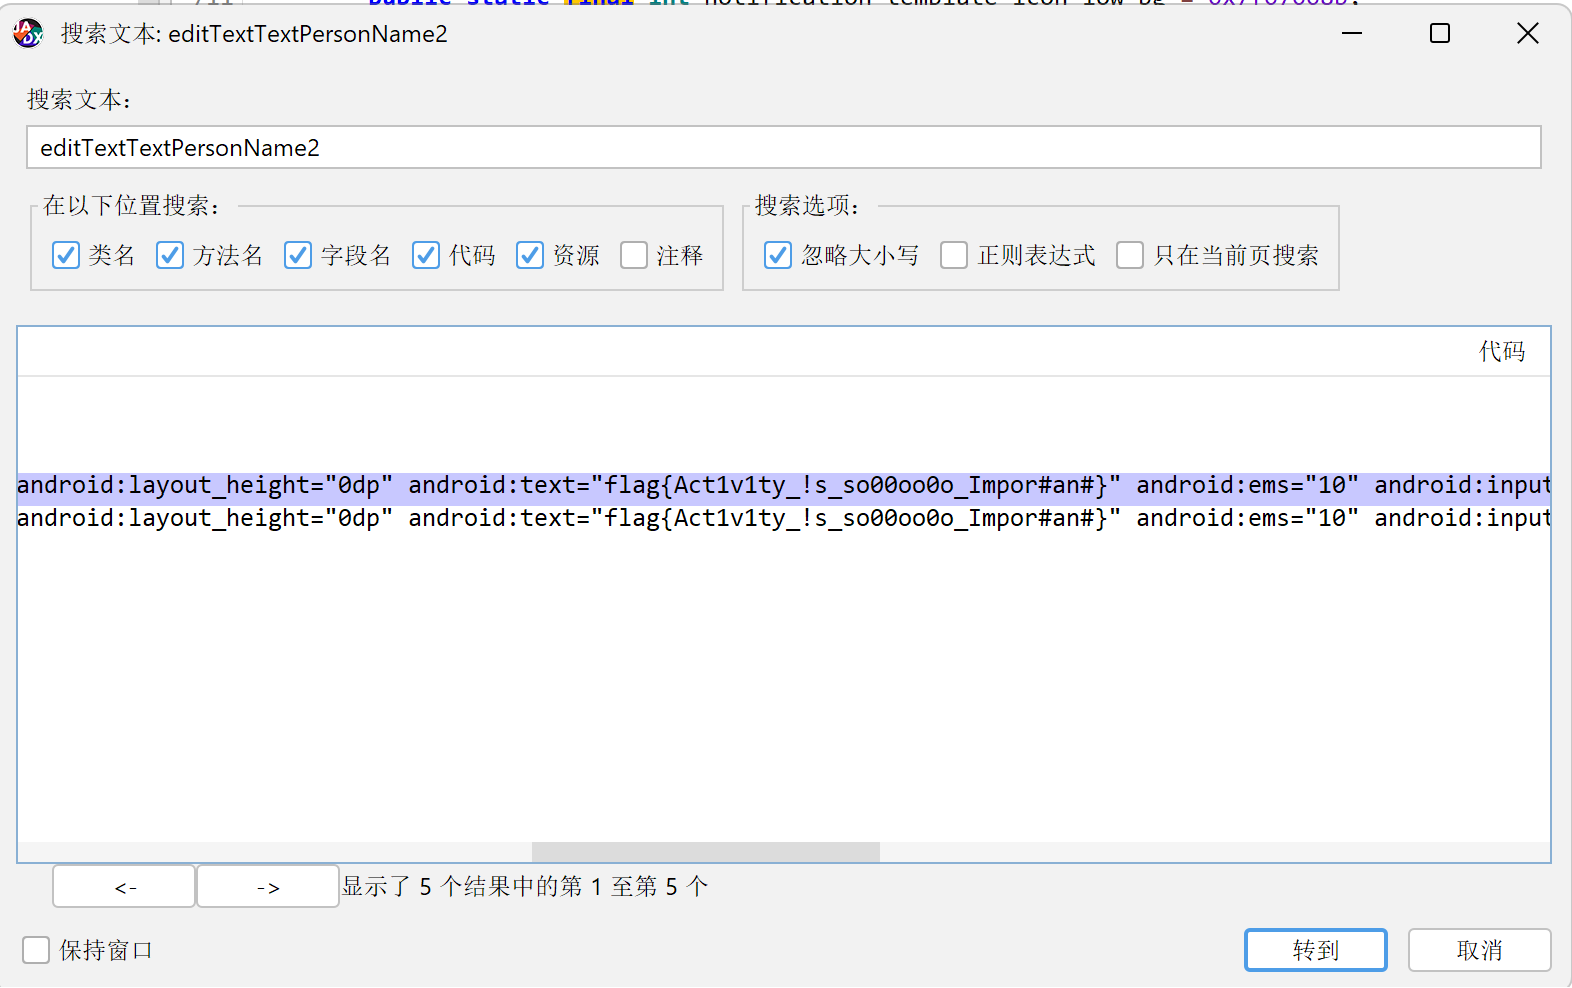 搜索文本: editTextTextPersonName2
搜索文本：
editTextTextPersonName2
在以下位置搜索：
类名 方法名 字段名 代码 资源 注释
搜索选项：
忽略大小写 正则表达式 只在当前页搜索
代码
android:layout_height="0dp" android:text="flag{Act1v1ty_!s_so00oo0o_Impor#an#}" android:ems="10" android:input
android:layout_height="0dp" android:text="flag{Act1v1ty_!s_so00oo0o_Impor#an#}" android:ems="10" android:input
<- -> 显示了 5 个结果中的第 1 至第 5 个
保持窗口
转到 取消